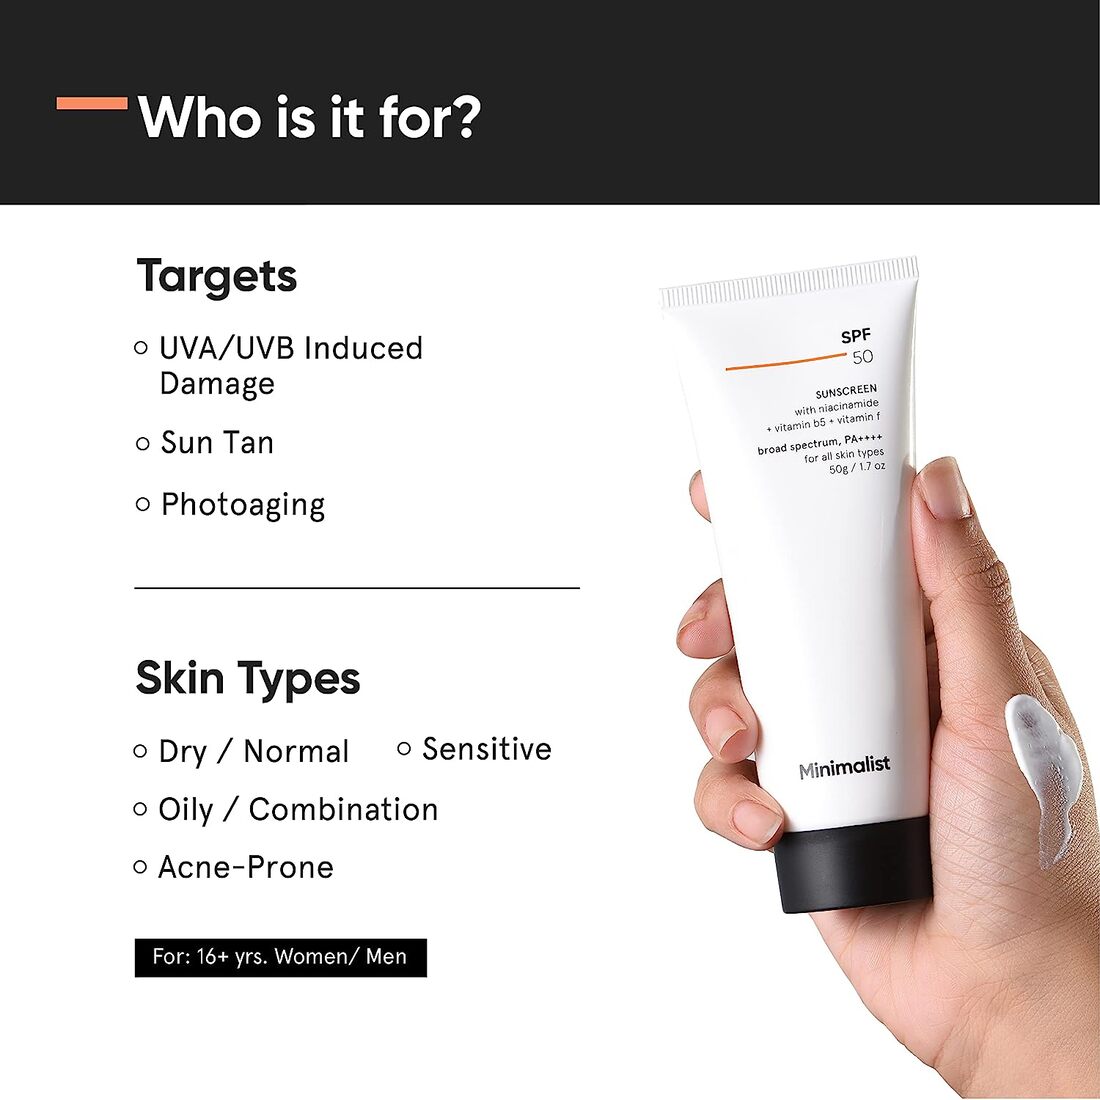 Who is it for?
Targets
UVA/UVB Induced
Damage
Sun Tan
Photoaging
Skin Types
Dry / Normal
Sensitive
Oily / Combination
Acne-Prone
For: 16+ yrs. Women/ Men
SPF
50
SUNSCREEN
with niacinamide
+ vitamin b5 + vitamin f
broad spectrum, PA++++
for all skin types
50g / 1.7 oz
Minimalist